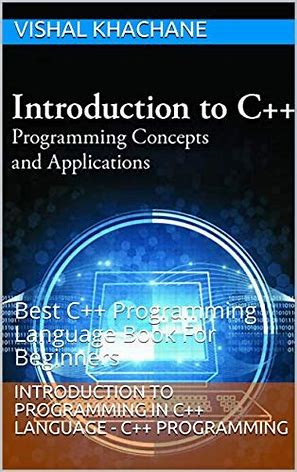 VISHAL KHACHANE
Introduction to C++
Programming Concepts
and Applications
Best C++ Programming
Language Book For
Beginners
INTRODUCTION TO
PROGRAMMING IN C++
LANGUAGE - C++ PROGRAMMING